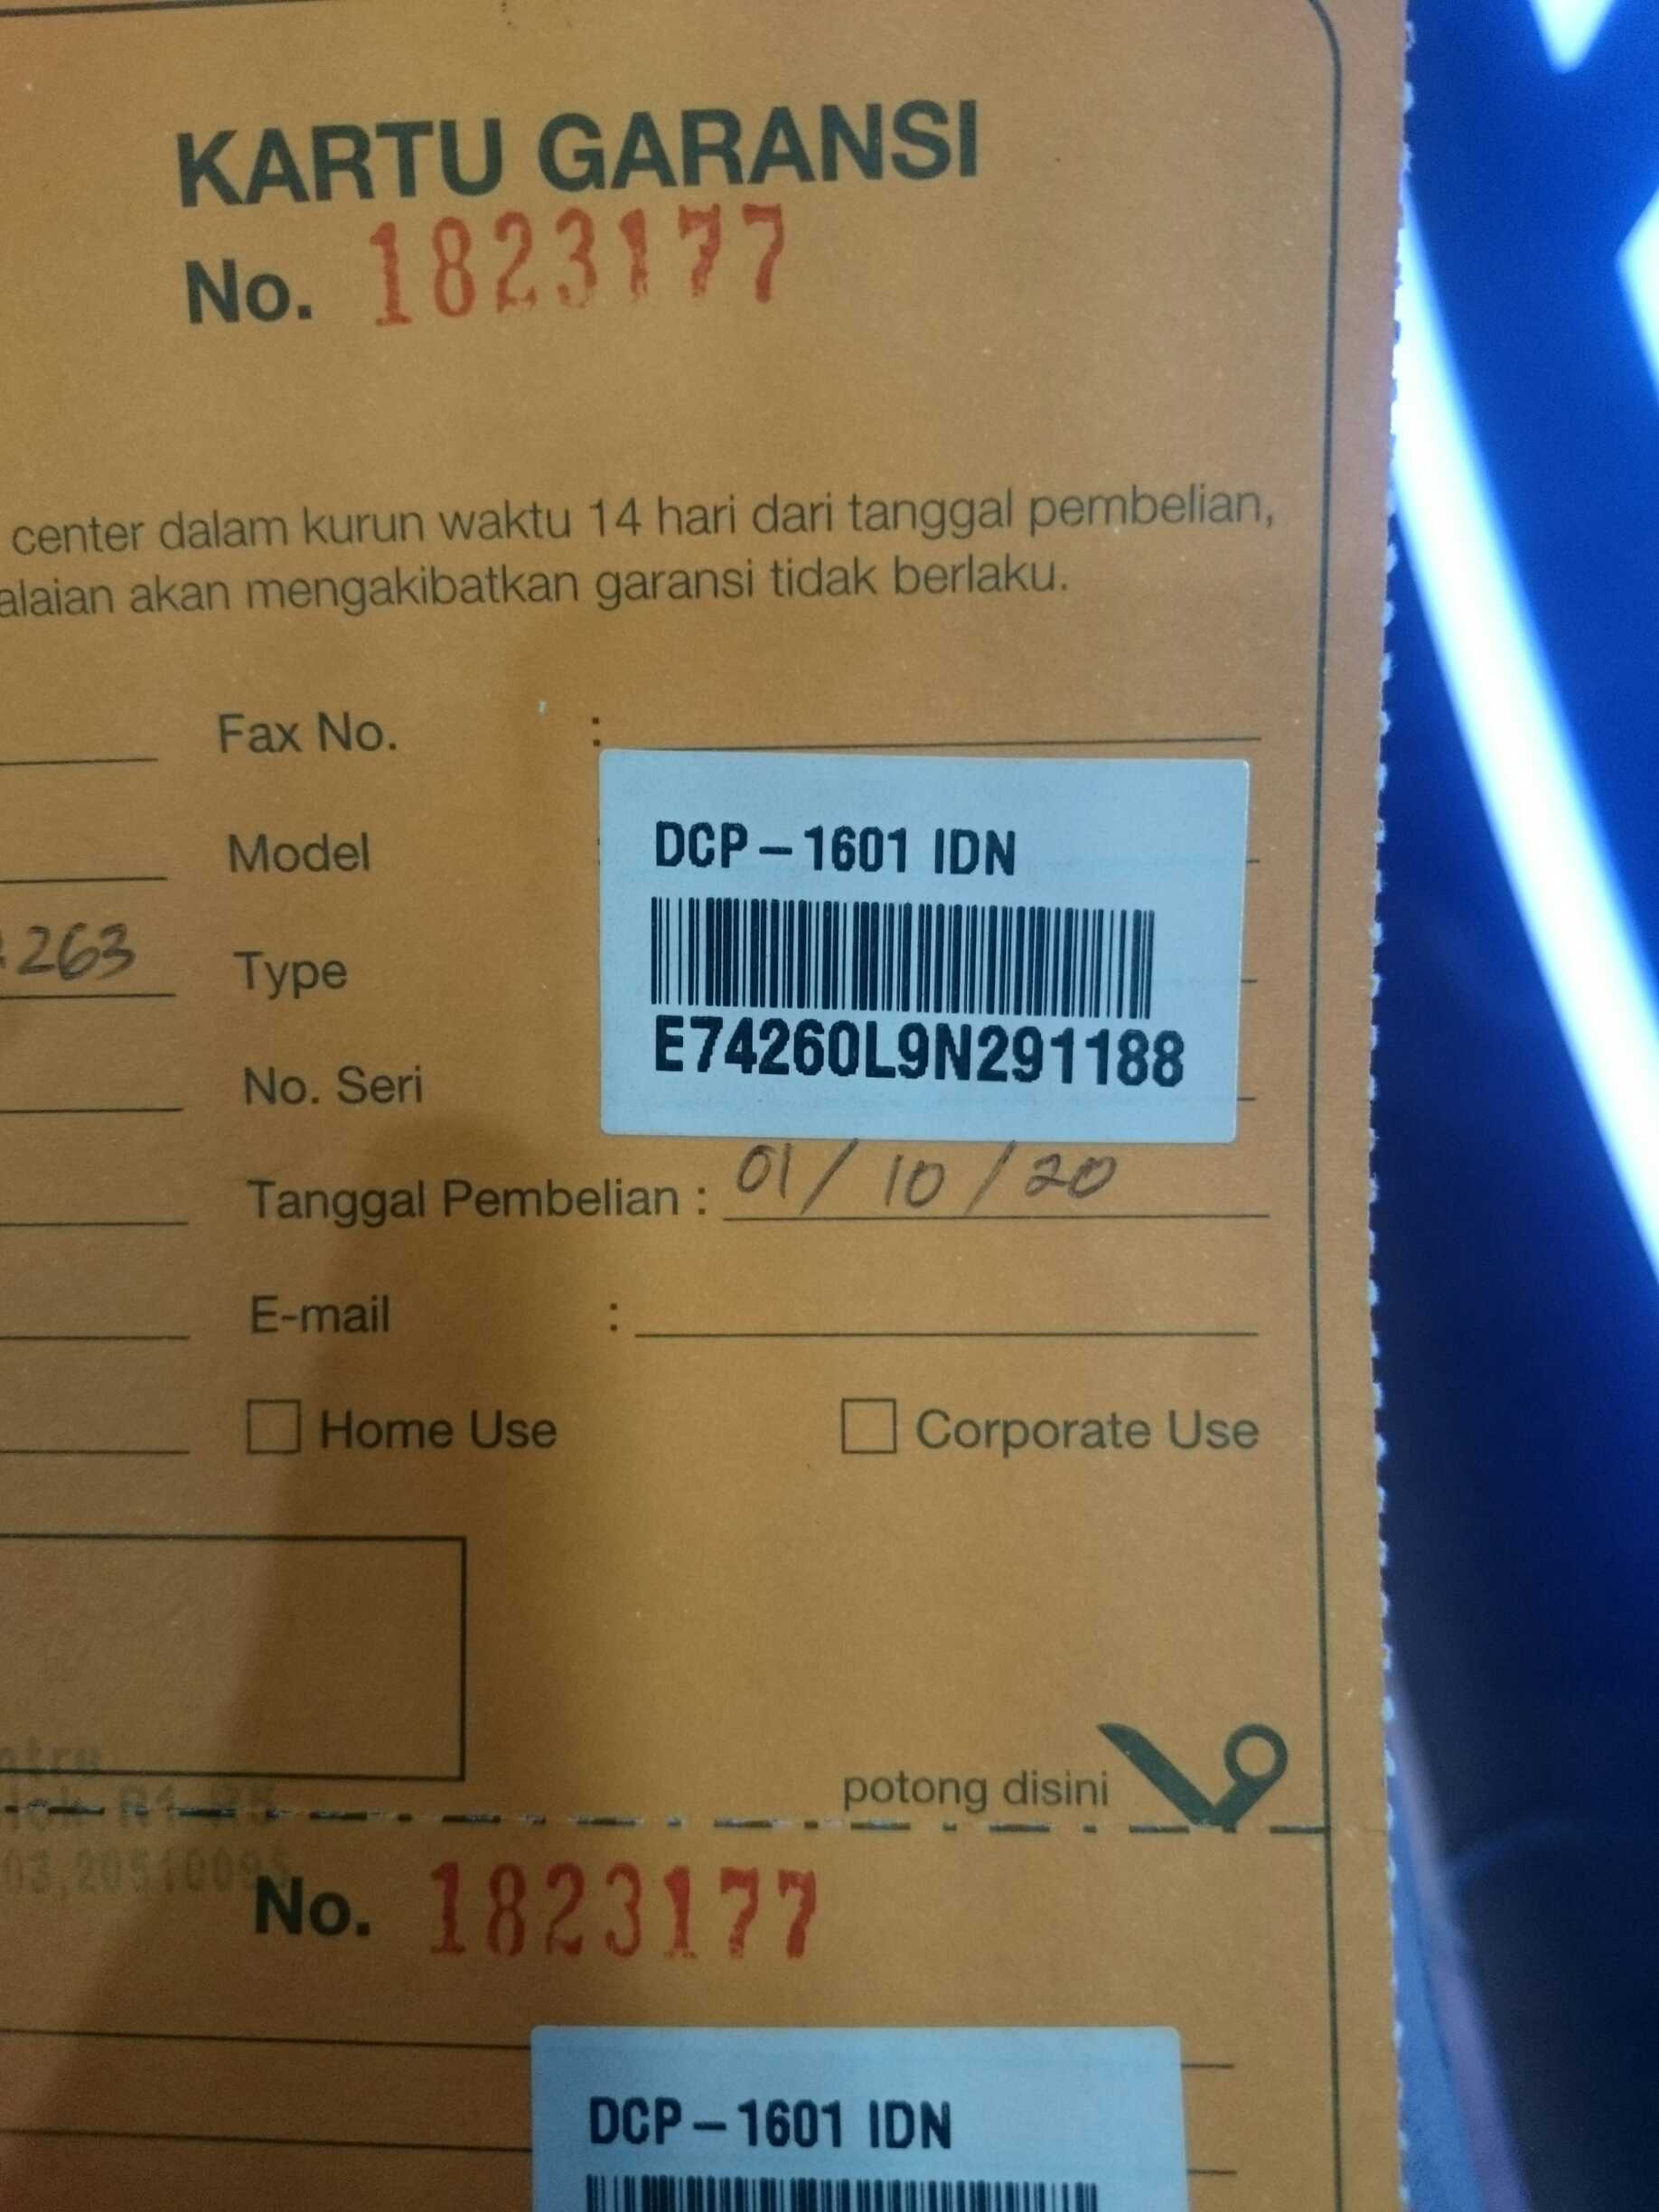 KARTU GARANSI
No. 1823177
center dalam kurun waktu 14 hari dari tanggal pembelian,
alaian akan mengakibatkan garansi tidak berlaku.
Fax No. :
Model
DCP-1601 IDN
263
Type
E74260L9N291188
No. Seri
Tanggal Pembelian : 01/10/20
E-mail :
Home Use
Corporate Use
potong disini
No. 1823177
DCP-1601 IDN